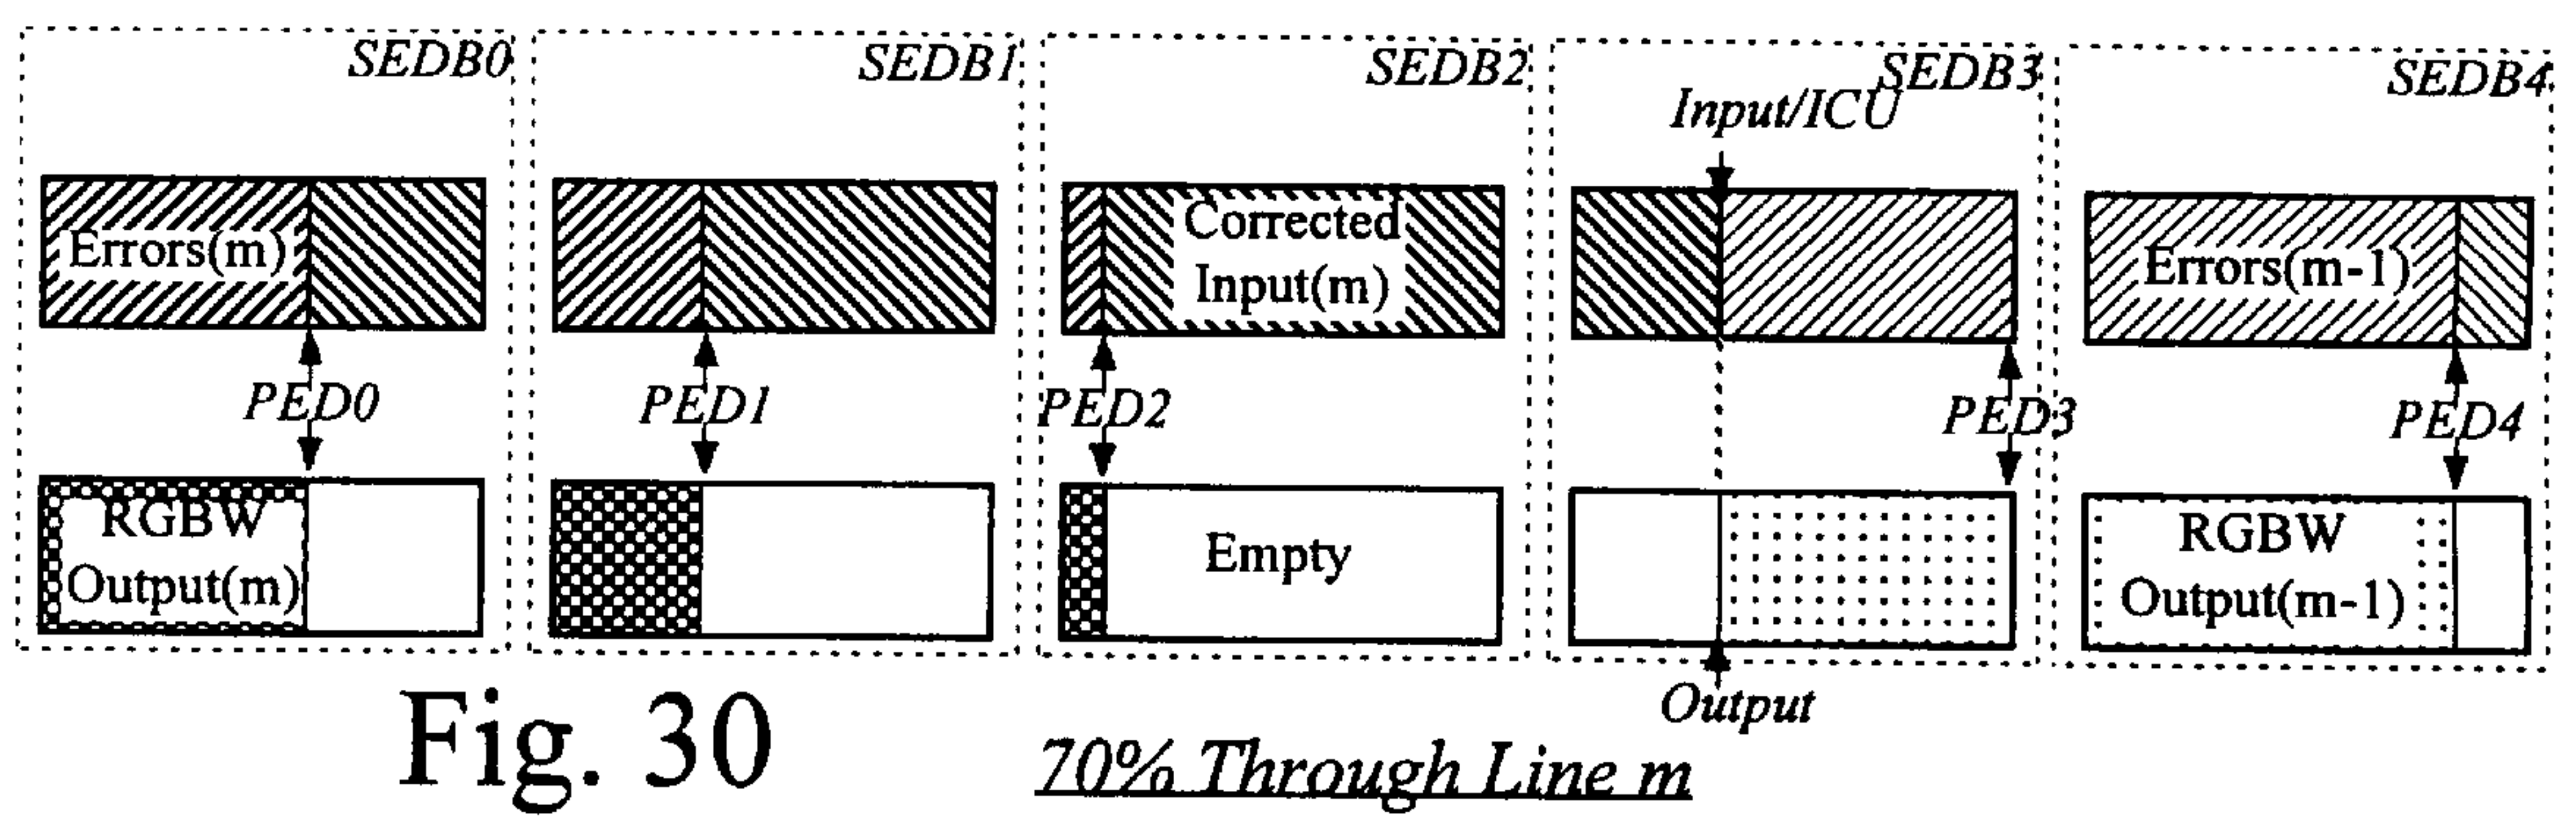 SEDB0
SEDB1
SEDB2
SEDB3
SEDB4
Input/ICU
Errors(m)
Corrected
Input(m)
Errors(m-1)
PED0
PED1
PED2
PED3
PED4
RGBW
Output(m)
Empty
RGBW
Output(m-1)
Output
Fig. 30
70% Through Line m